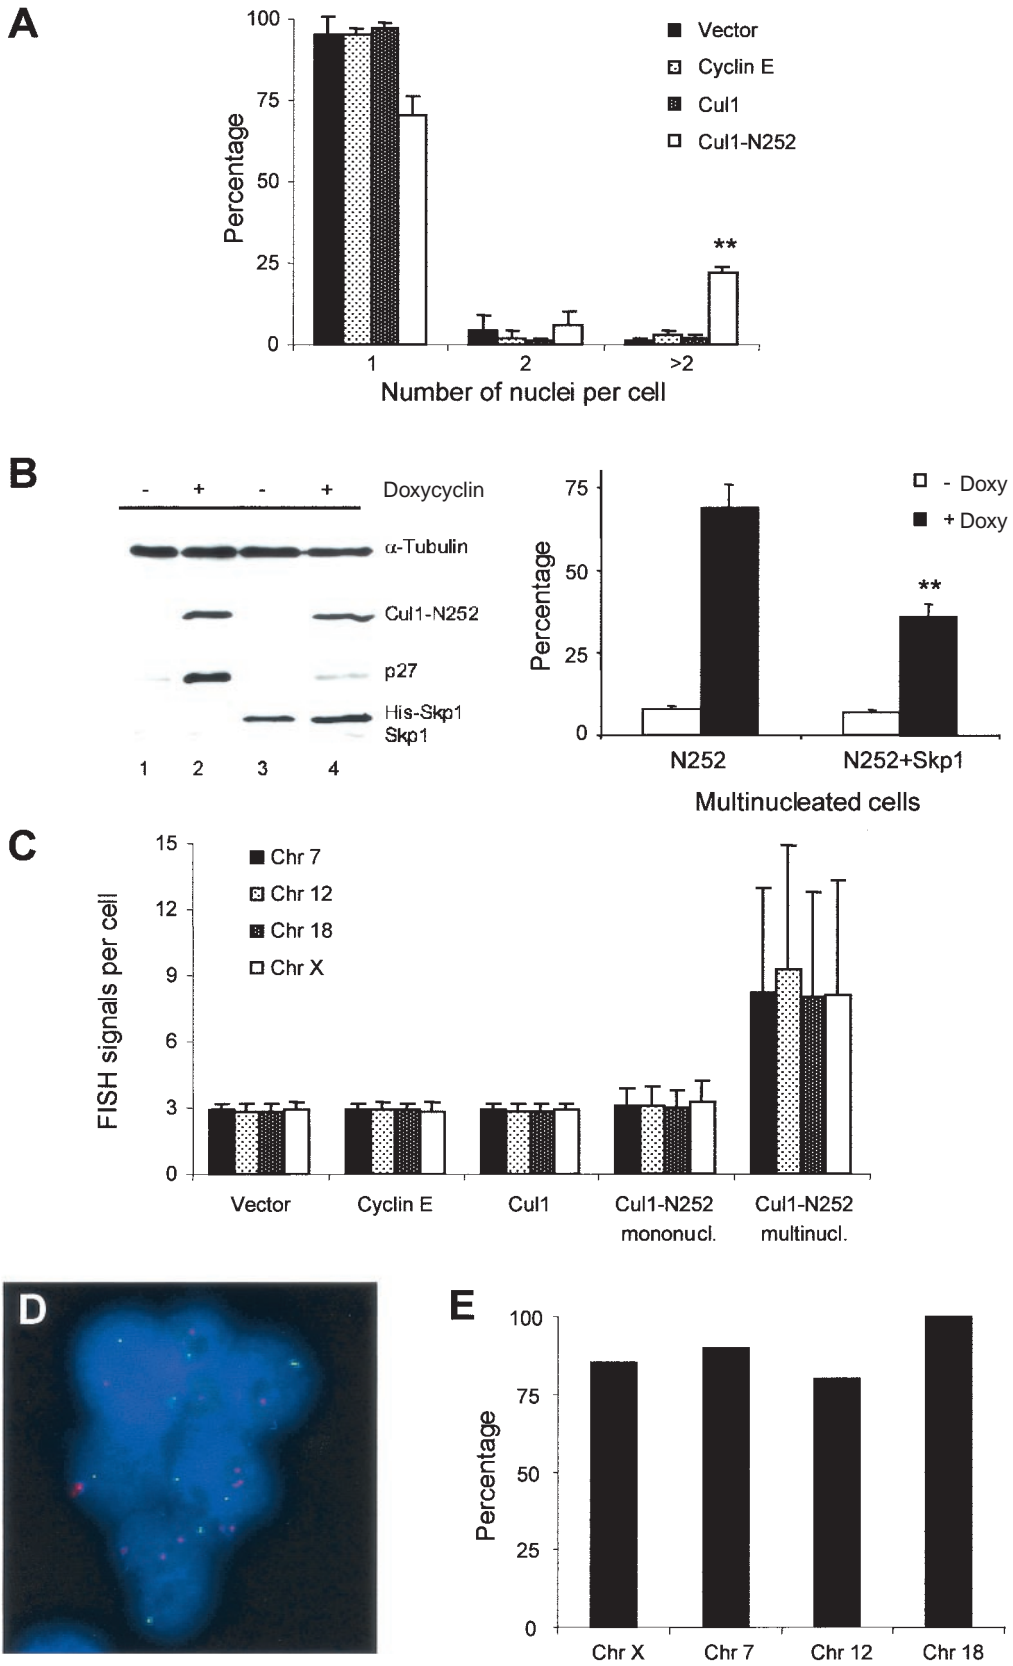 A
100
75
50
25
0
Percentage
Vector
Cyclin E
Cul1
Cul1-N252
**
1 2 >2
Number of nuclei per cell
B
- + - + Doxycyclin
α-Tubulin
Cul1-N252
p27
His-Skp1
Skp1
1 2 3 4
75
50
25
0
Percentage
- Doxy
+ Doxy
**
N252 N252+Skp1
Multinucleated cells
C
15
12
9
6
3
0
FISH signals per cell
Chr 7
Chr 12
Chr 18
Chr X
Vector Cyclin E Cul1 Cul1-N252 Cul1-N252
mononucl. multinucl.
D
E
100
75
50
25
0
Percentage
Chr X Chr 7 Chr 12 Chr 18